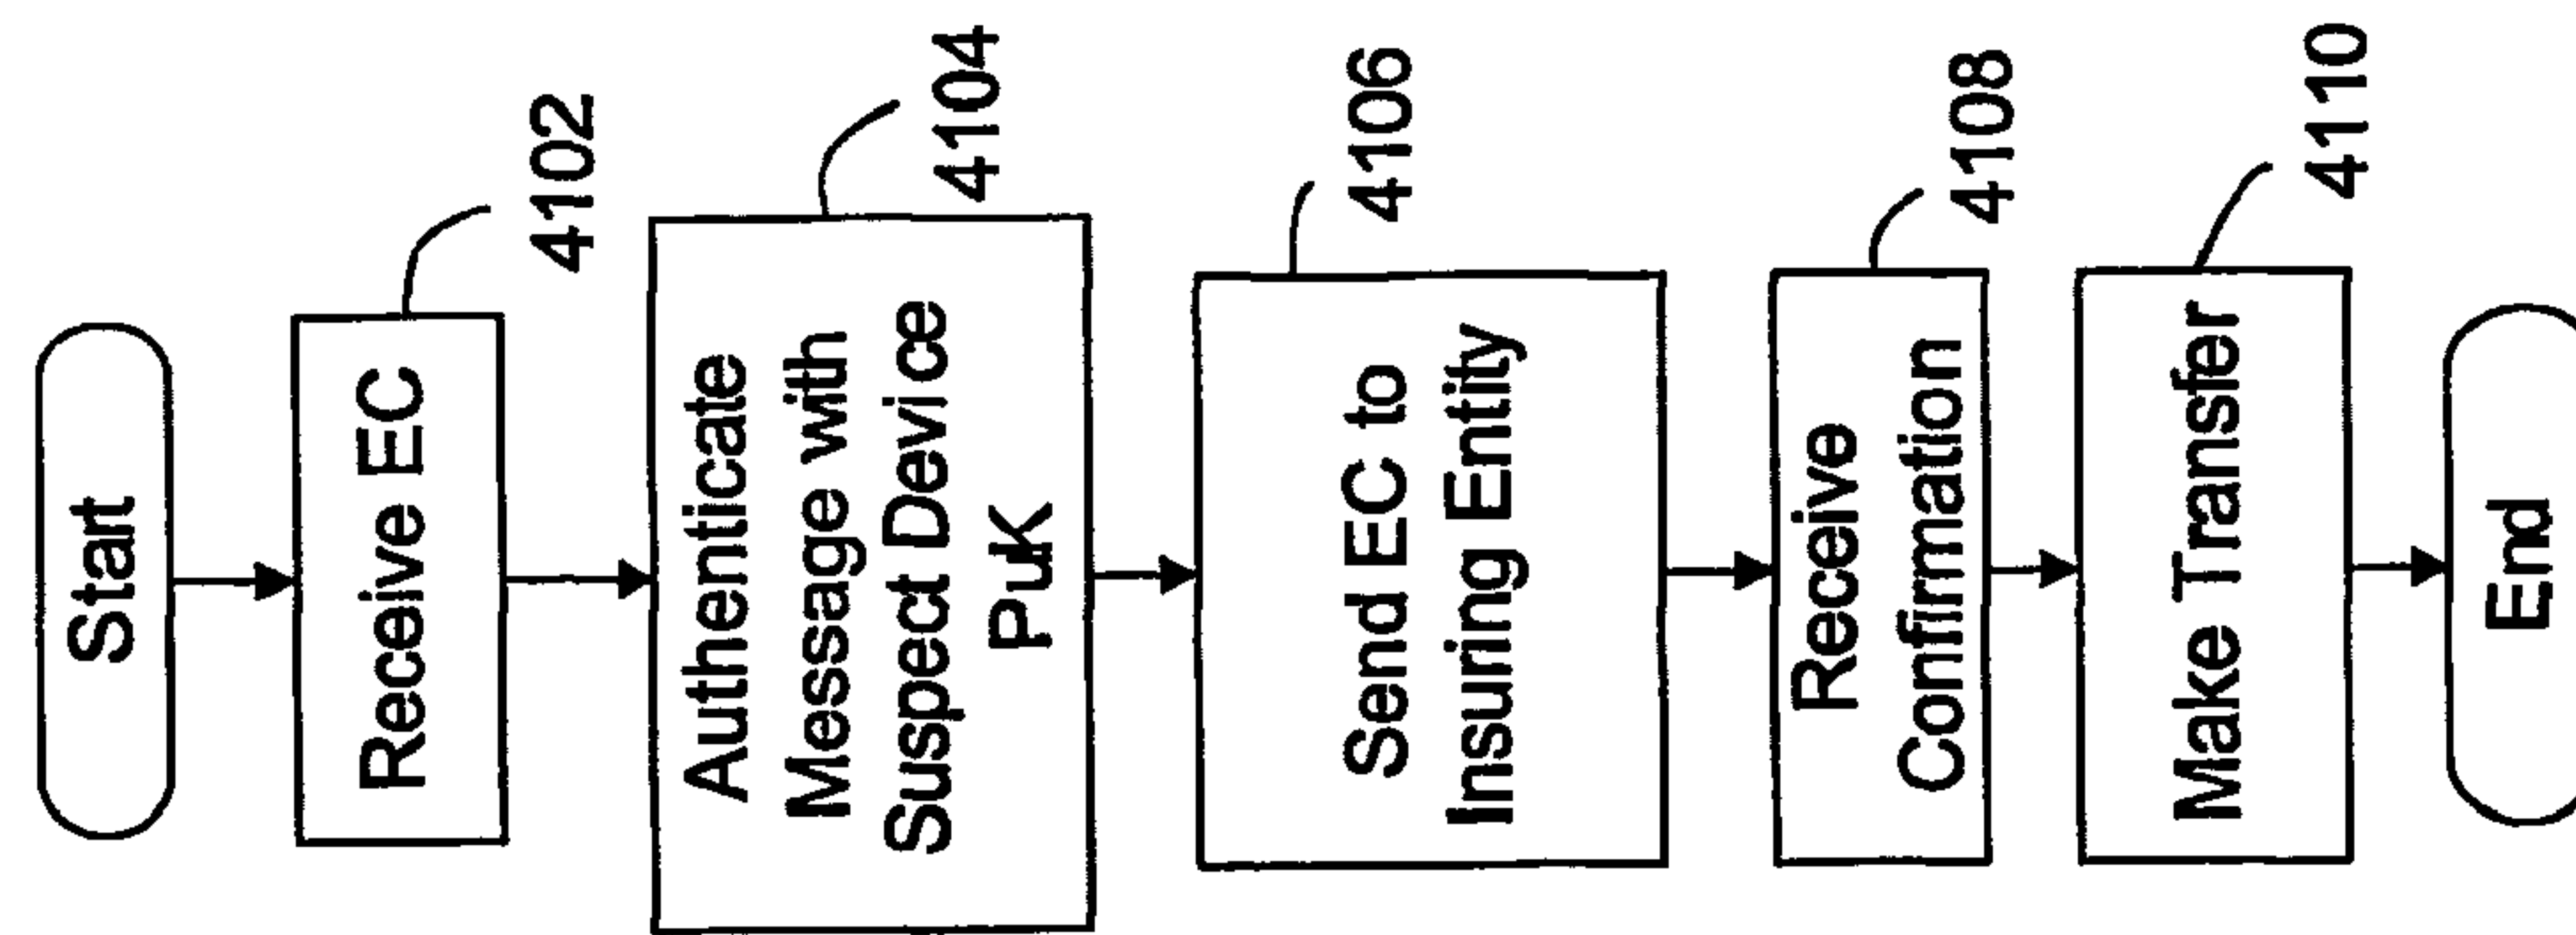 Start
Receive EC
4102
Authenticate
Message with
Suspect Device
PuK
4104
Send EC to
Insuring Entity
4106
Receive
Confirmation
4108
Make Transfer
4110
End